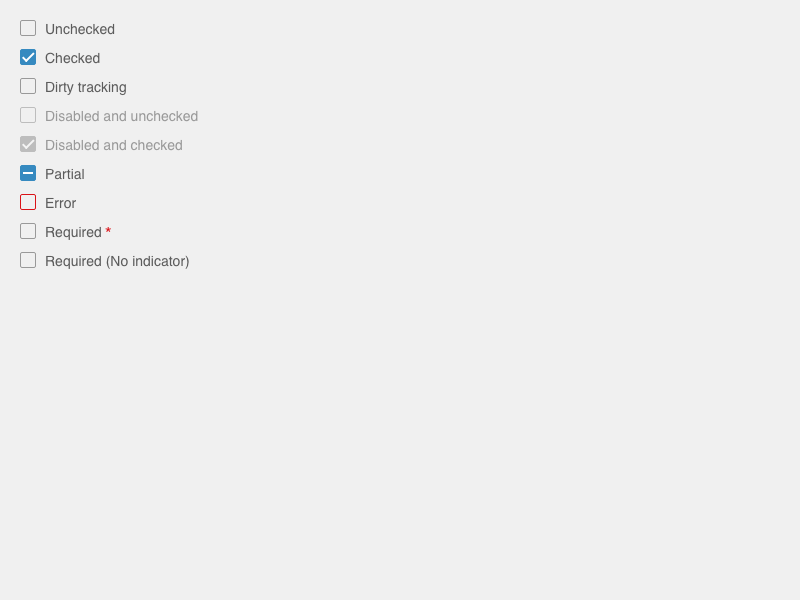 Unchecked
Checked
Dirty tracking
Disabled and unchecked
Disabled and checked
Partial
Error
Required *
Required (No indicator)